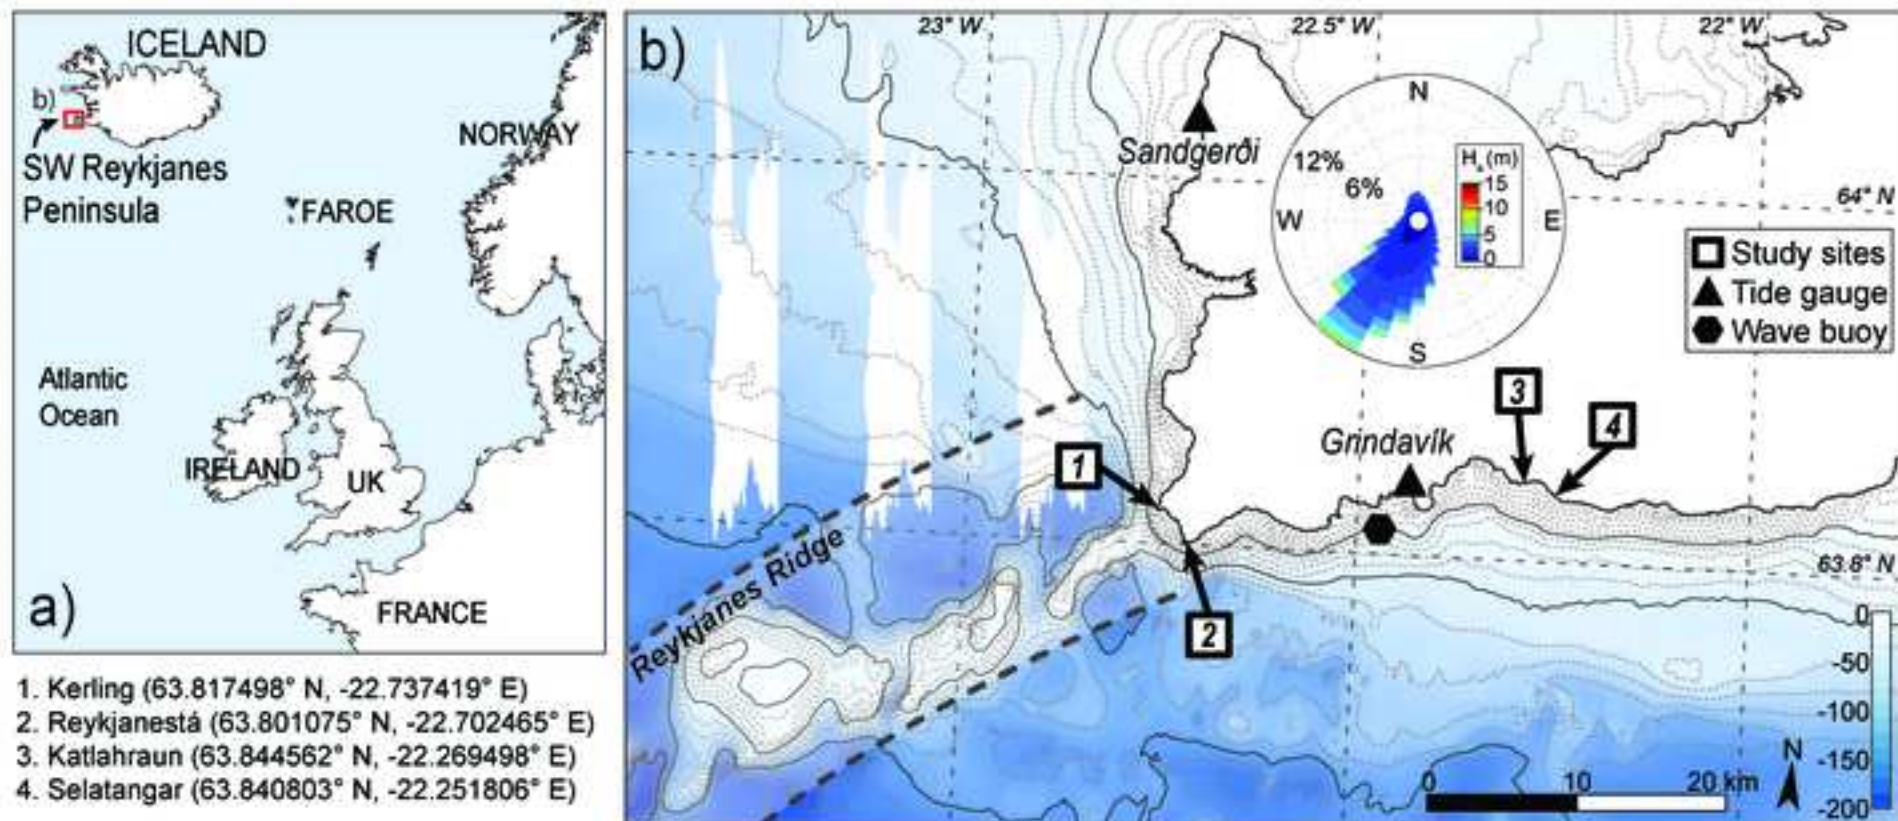 ICELAND
b)
SW Reykjanes
Peninsula
NORWAY
FAROE
Atlantic
Ocean
IRELAND
UK
FRANCE
a)
1. Kerling (63.817498° N, -22.737419° E)
2. Reykjanestá (63.801075° N, -22.702465° E)
3. Katlahraun (63.844562° N, -22.269498° E)
4. Selatangar (63.840803° N, -22.251806° E)
b)
23° W
22.5° W
22° W
Sandgerði
N
12%
6%
W
E
S
Hs(m)
15
10
5
0
64° N
Study sites
Tide gauge
Wave buoy
3
4
Grindavík
1
2
63.8° N
Reykjanes Ridge
0
-50
-100
-150
-200
N
0
10
20 km